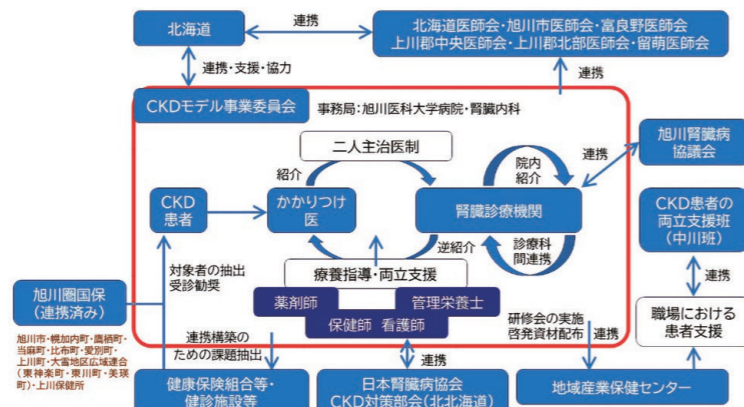 北海道
連携
北海道医師会・旭川市医師会・富良野医師会
上川郡中央医師会・上川郡北部医師会・留萌医師会
連携・支援・協力
連携
CKDモデル事業委員会
事務局：旭川医科大学病院・腎臓内科
二人主治医制
紹介
院内
紹介
連携
旭川腎臓病
協議会
CKD
患者
かかりつけ
医
腎臓診療機関
CKD患者の
両立支援班
（中川班）
逆紹介
診療科
間連携
対象者の抽出
受診勧奨
療養指導・両立支援
連携
旭川圏国保
（連携済み）
薬剤師
管理栄養士
保健師 看護師
職場における
患者支援
旭川市・幌加内町・鷹栖町・
当麻町・比布町・愛別町・
上川町・大雪地区広域連合
（東神楽町・東川町・美瑛
町）・上川保健所
連携構築の
ための課題抽出
連携
研修会の実施
啓発資材配布
連携
健康保険組合等・
健診施設等
日本腎臓病協会
CKD対策部会（北北海道）
地域産業保健センター